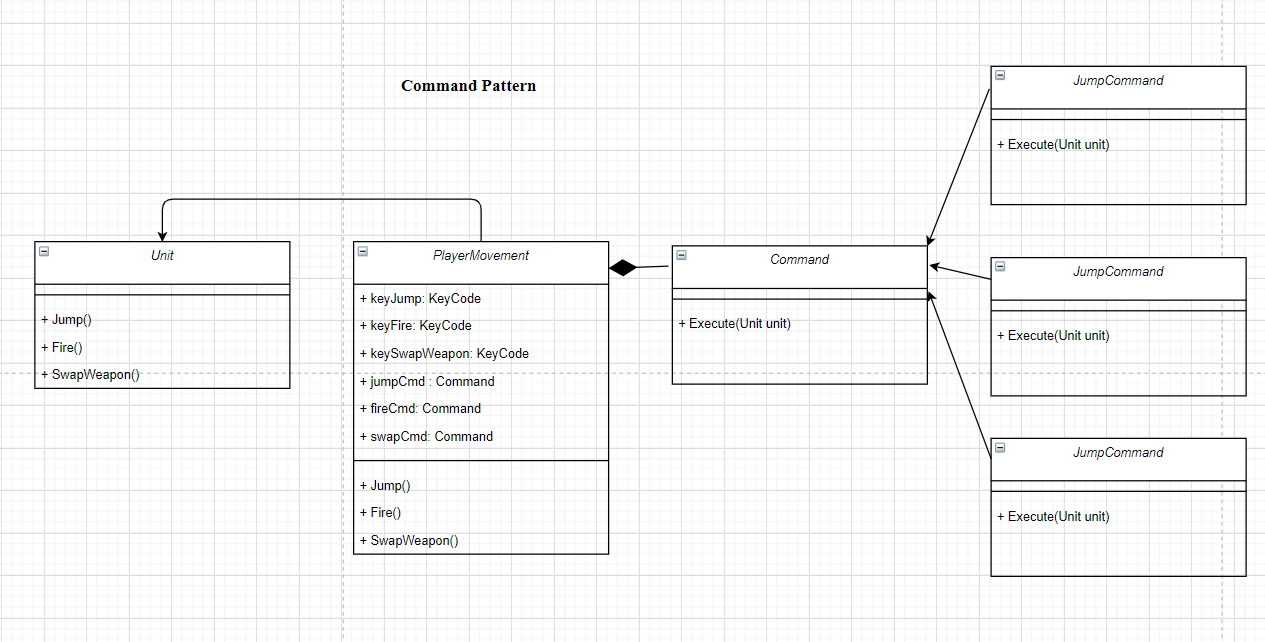 Command Pattern
Unit
+ Jump()
+ Fire()
+ SwapWeapon()
PlayerMovement
+ keyJump: KeyCode
+ keyFire: KeyCode
+ keySwapWeapon: KeyCode
+ jumpCmd : Command
+ fireCmd: Command
+ swapCmd: Command
+ Jump()
+ Fire()
+ SwapWeapon()
Command
+ Execute(Unit unit)
JumpCommand
+ Execute(Unit unit)
JumpCommand
+ Execute(Unit unit)
JumpCommand
+ Execute(Unit unit)